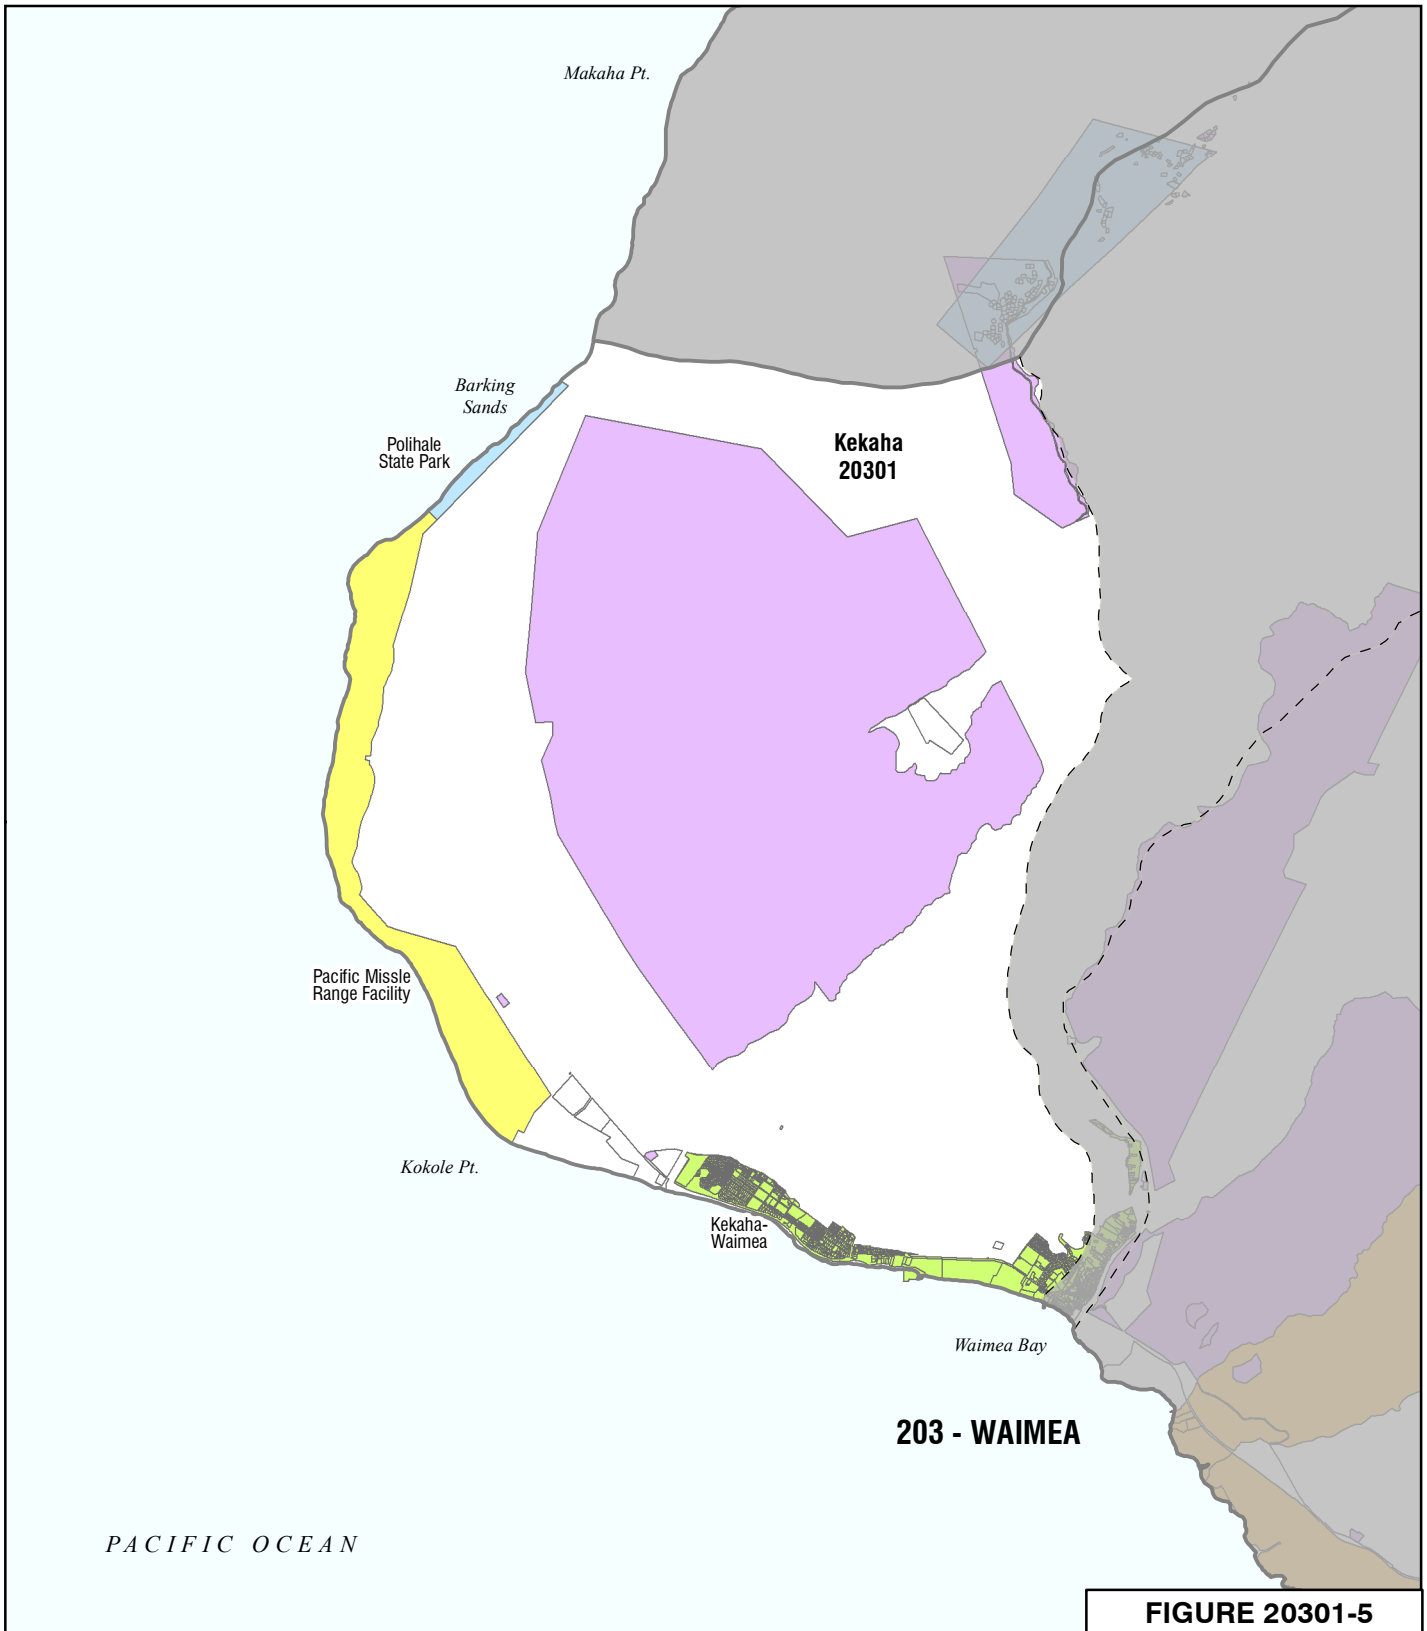 Makaha Pt.
Barking
Sands
Polihale
State Park
Kekaha
20301
Pacific Missle
Range Facility
Kokole Pt.
Kekaha-
Waimea
Waimea Bay
203 - WAIMEA
PACIFIC OCEAN
FIGURE 20301-5